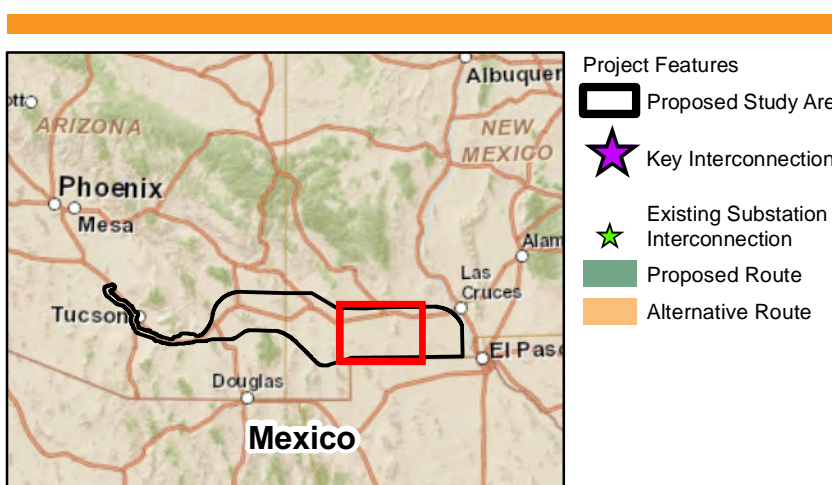 Albuquer
otto
ARIZONA
NEW
MEXICO
Phoenix
Mesa
Alam
Las
Cruces
Tucson
El Paso
Douglas
Mexico
Project Features
Proposed Study Are
Key Interconnection
Existing Substation
Interconnection
Proposed Route
Alternative Route